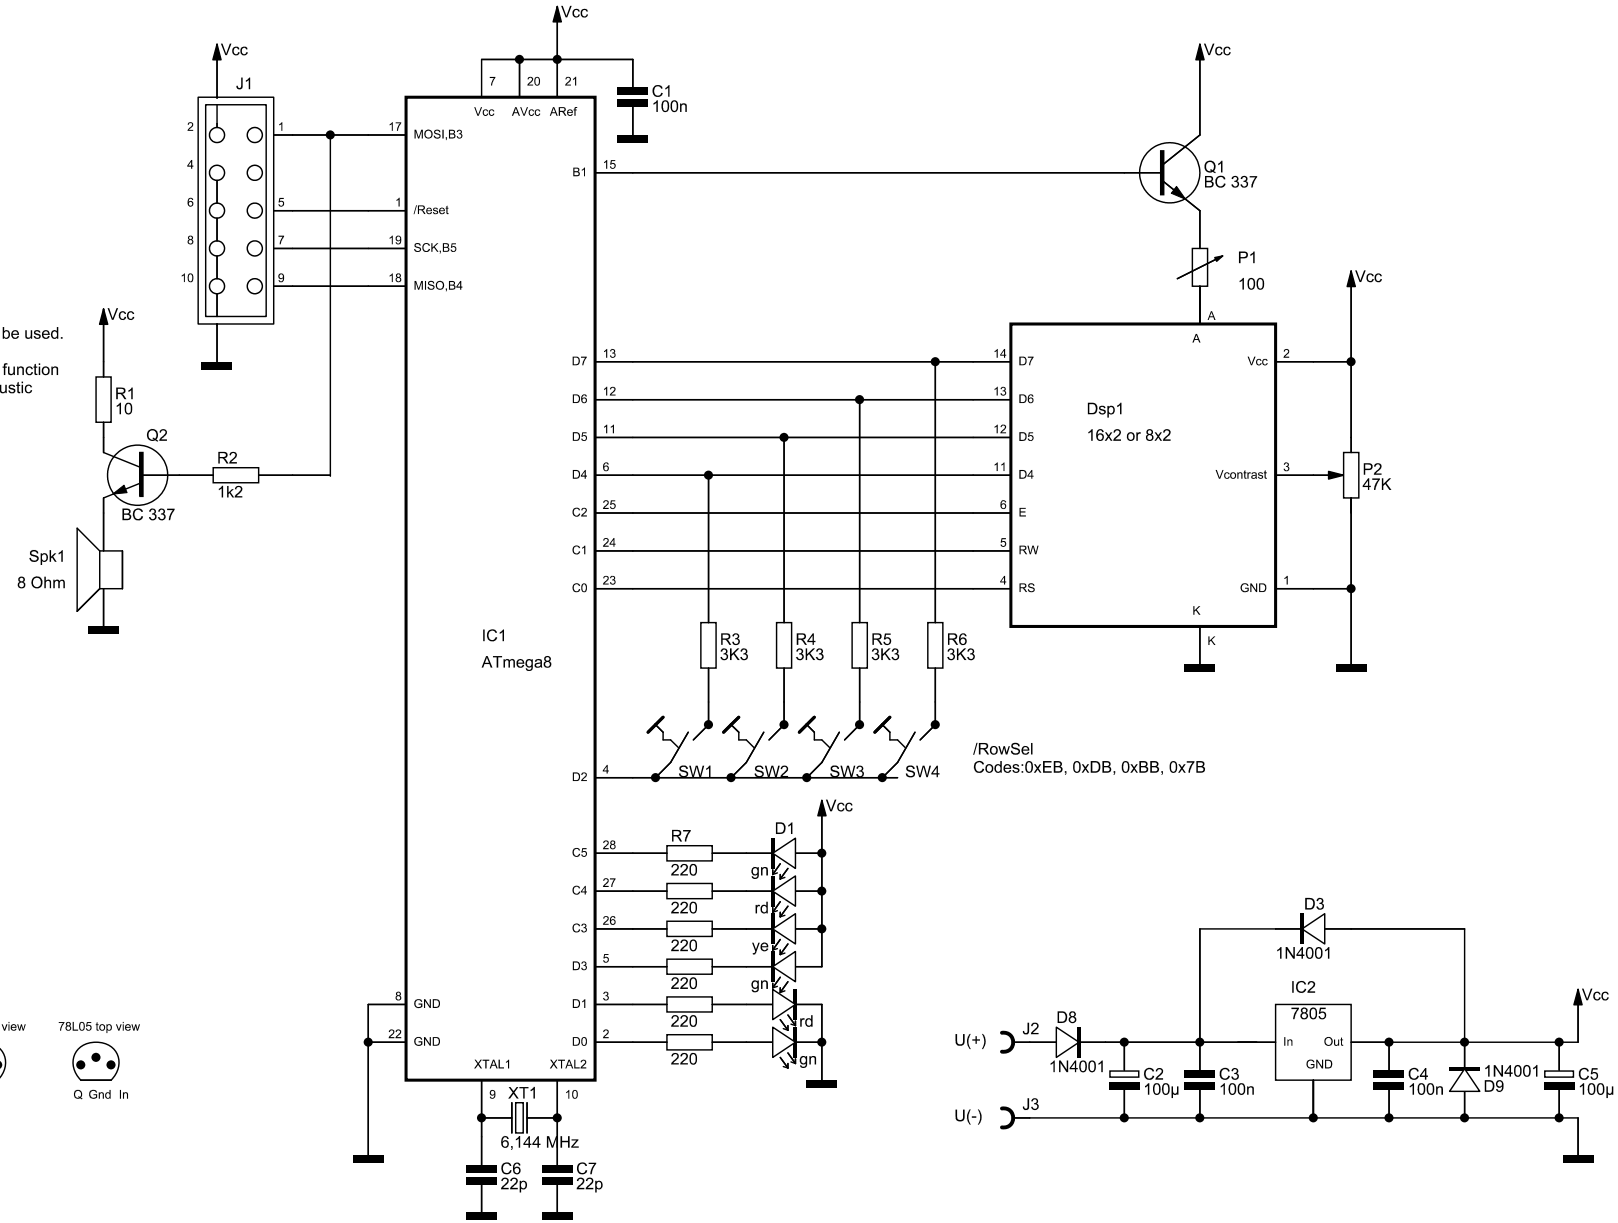 Vcc
Vcc
Vcc
J1
7
20
21
C1
100n
Vcc
AVcc
ARef
2
1
17
MOSI,B3
4
B1
15
Q1
BC 337
6
5
1
/Reset
8
7
19
SCK,B5
10
9
18
MISO,B4
P1
100
Vcc
Vcc
be used.
function
ustic
R1
10
A
A
D7
13
14
D7
Vcc
2
D6
12
13
D6
Dsp1
16x2 or 8x2
D5
11
12
D5
Q2
BC 337
R2
1k2
D4
6
11
D4
Vcontrast
3
P2
47K
C2
25
6
E
C1
24
5
RW
C0
23
4
RS
GND
1
K
K
Spk1
8 Ohm
IC1
ATmega8
R3
3K3
R4
3K3
R5
3K3
R6
3K3
/RowSel
Codes:0xEB, 0xDB, 0xBB, 0x7B
D2
4
SW1
SW2
SW3
SW4
Vcc
R7
D1
C5
28
220
gn
C4
27
220
rd
C3
26
220
ye
D3
5
220
gn
D1
3
220
rd
D0
2
220
gn
8
GND
22
GND
XTAL1
XTAL2
9
XT1
10
6,144 MHz
C6
22p
C7
22p
view
78L05 top view
Q Gnd In
D3
1N4001
IC2
7805
In
Out
GND
Vcc
U(+)
J2
D8
1N4001
C2
100µ
C3
100n
C4
100n
1N4001
D9
C5
100µ
U(-)
J3